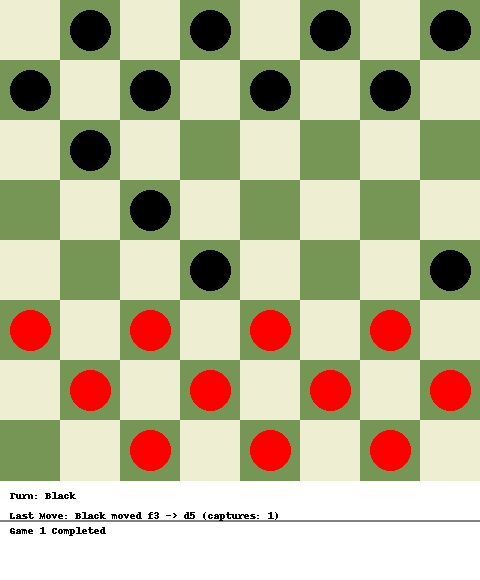 Turn: Black
Last Move: Black moved f3 -> d5 (captures: 1)
Game 1 Completed